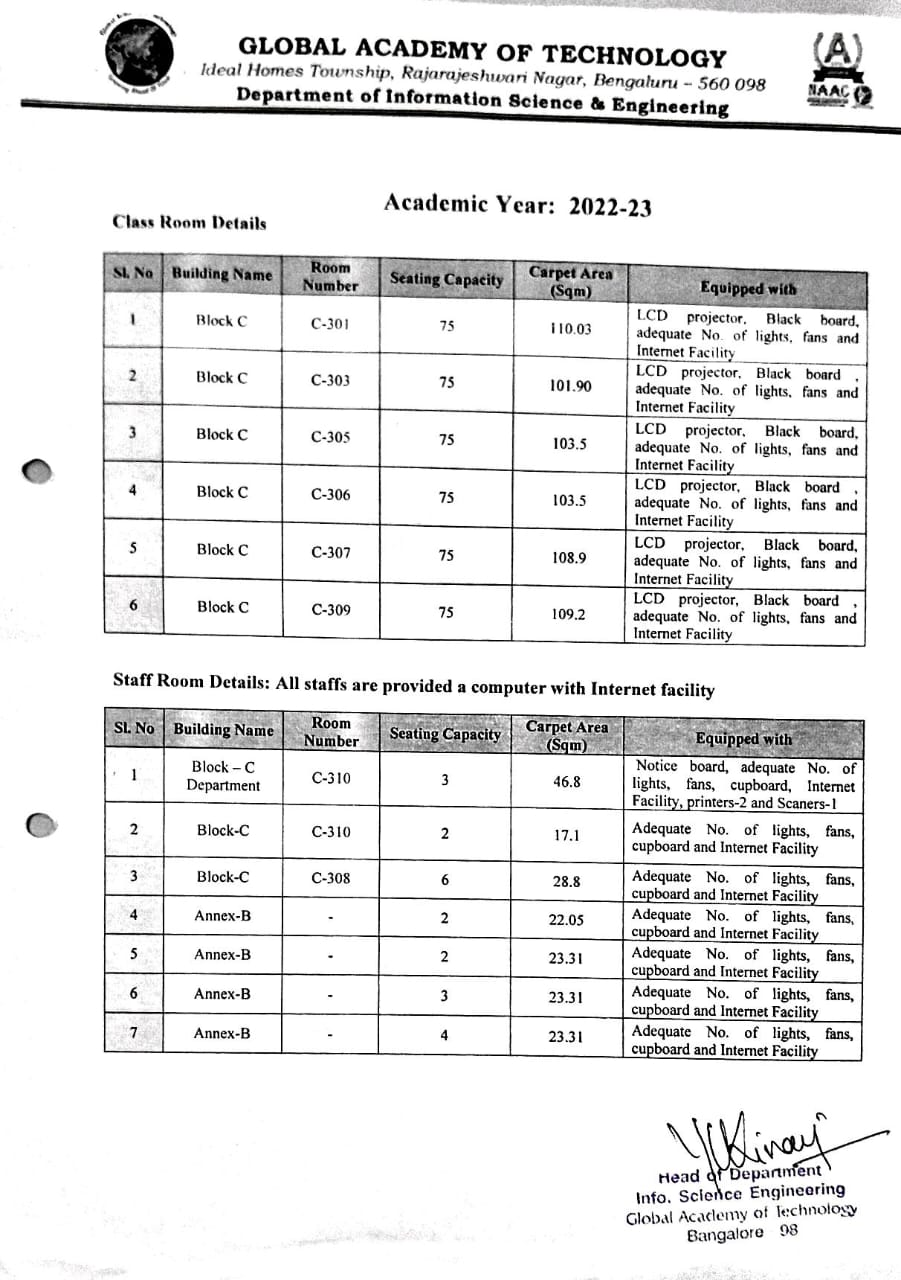 GLOBAL ACADEMY OF TECHNOLOGY
Ideal Homes Township, Rajarajeshwari Nagar, Bengaluru – 560 098
Department of Information Science & Engineering
NAAC
Academic Year: 2022-23
Class Room Details
Sl. No Building Name Room Number Seating Capacity Carpet Area (Sqm) Equipped with
1 Block C C-301 75 110.03 LCD projector, Black board, adequate No. of lights, fans and Internet Facility
2 Block C C-303 75 101.90 LCD projector, Black board , adequate No. of lights, fans and Internet Facility
3 Block C C-305 75 103.5 LCD projector, Black board, adequate No. of lights, fans and Internet Facility
4 Block C C-306 75 103.5 LCD projector, Black board , adequate No. of lights, fans and Internet Facility
5 Block C C-307 75 108.9 LCD projector, Black board, adequate No. of lights, fans and Internet Facility
6 Block C C-309 75 109.2 LCD projector, Black board , adequate No. of lights, fans and Internet Facility
Staff Room Details: All staffs are provided a computer with Internet facility
Sl. No Building Name Room Number Seating Capacity Carpet Area (Sqm) Equipped with
1 Block – C Department C-310 3 46.8 Notice board, adequate No. of lights, fans, cupboard, Internet Facility, printers-2 and Scaners-1
2 Block-C C-310 2 17.1 Adequate No. of lights, fans, cupboard and Internet Facility
3 Block-C C-308 6 28.8 Adequate No. of lights, fans, cupboard and Internet Facility
4 Annex-B - 2 22.05 Adequate No. of lights, fans, cupboard and Internet Facility
5 Annex-B - 2 23.31 Adequate No. of lights, fans, cupboard and Internet Facility
6 Annex-B - 3 23.31 Adequate No. of lights, fans, cupboard and Internet Facility
7 Annex-B - 4 23.31 Adequate No. of lights, fans, cupboard and Internet Facility
Head of Department
Info. Science Engineering
Global Academy of Technology
Bangalore 98